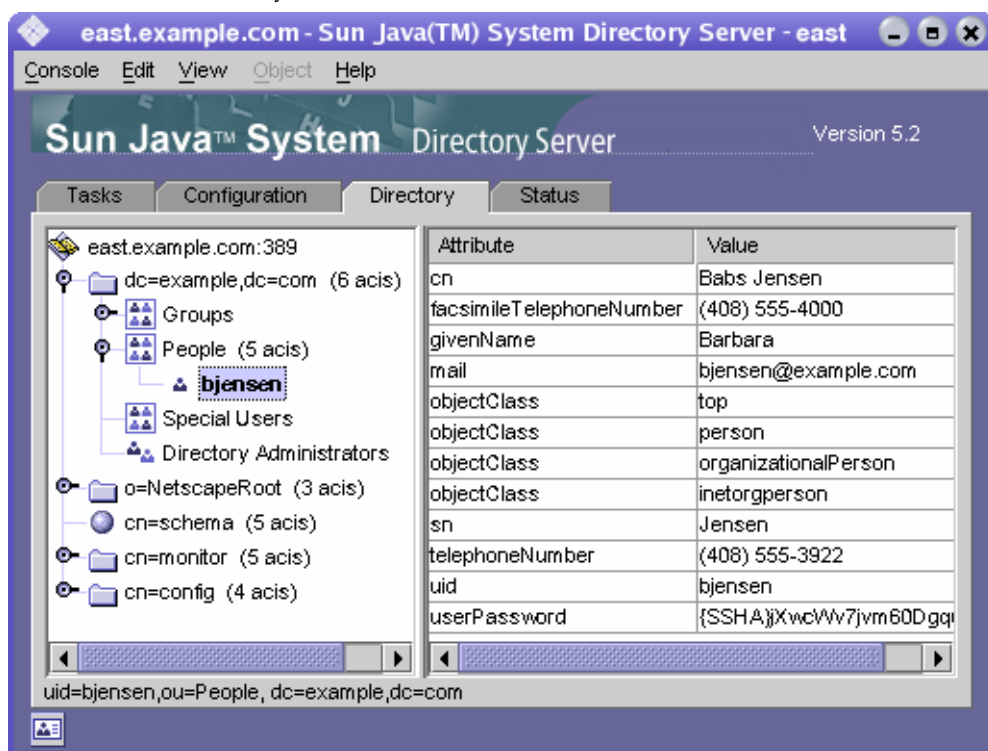 east.example.com - Sun Java(TM) System Directory Server - east
Console Edit View Object Help
Sun Java™ System Directory Server Version 5.2
Tasks Configuration Directory Status
east.example.com:389
dc=example,dc=com (6 acis)
Groups
People (5 acis)
bjensen
Special Users
Directory Administrators
o=NetscapeRoot (3 acis)
cn=schema (5 acis)
cn=monitor (5 acis)
cn=config (4 acis)
Attribute Value
cn Babs Jensen
facsimileTelephoneNumber (408) 555-4000
givenName Barbara
mail bjensen@example.com
objectClass top
objectClass person
objectClass organizationalPerson
objectClass inetorgperson
sn Jensen
telephoneNumber (408) 555-3922
uid bjensen
userPassword
uid=bjensen,ou=People, dc=example,dc=com